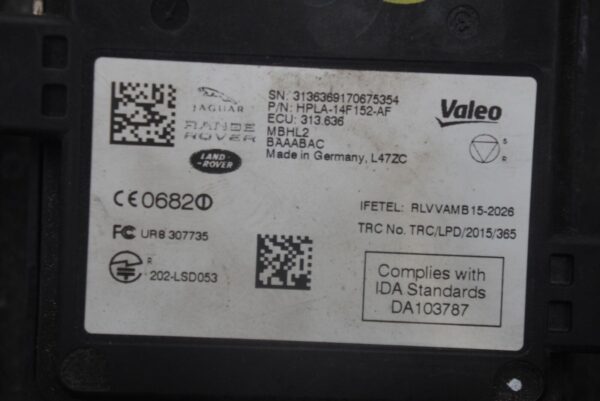 JAGUAR
RANGE
ROVER
LAND-
ROVER
SN: 3136369170675354
P/N: HPLA-14F152-AF
ECU: 313.636
MBHL2
BAAABAC
Made in Germany, L47ZC
Valeo
S
R
CE0682
IFETEL: RLVVAMB15-2026
FC UR8 307735
TRC No. TRC/LPD/2015/365
R
202-LSD053
Complies with
IDA Standards
DA103787